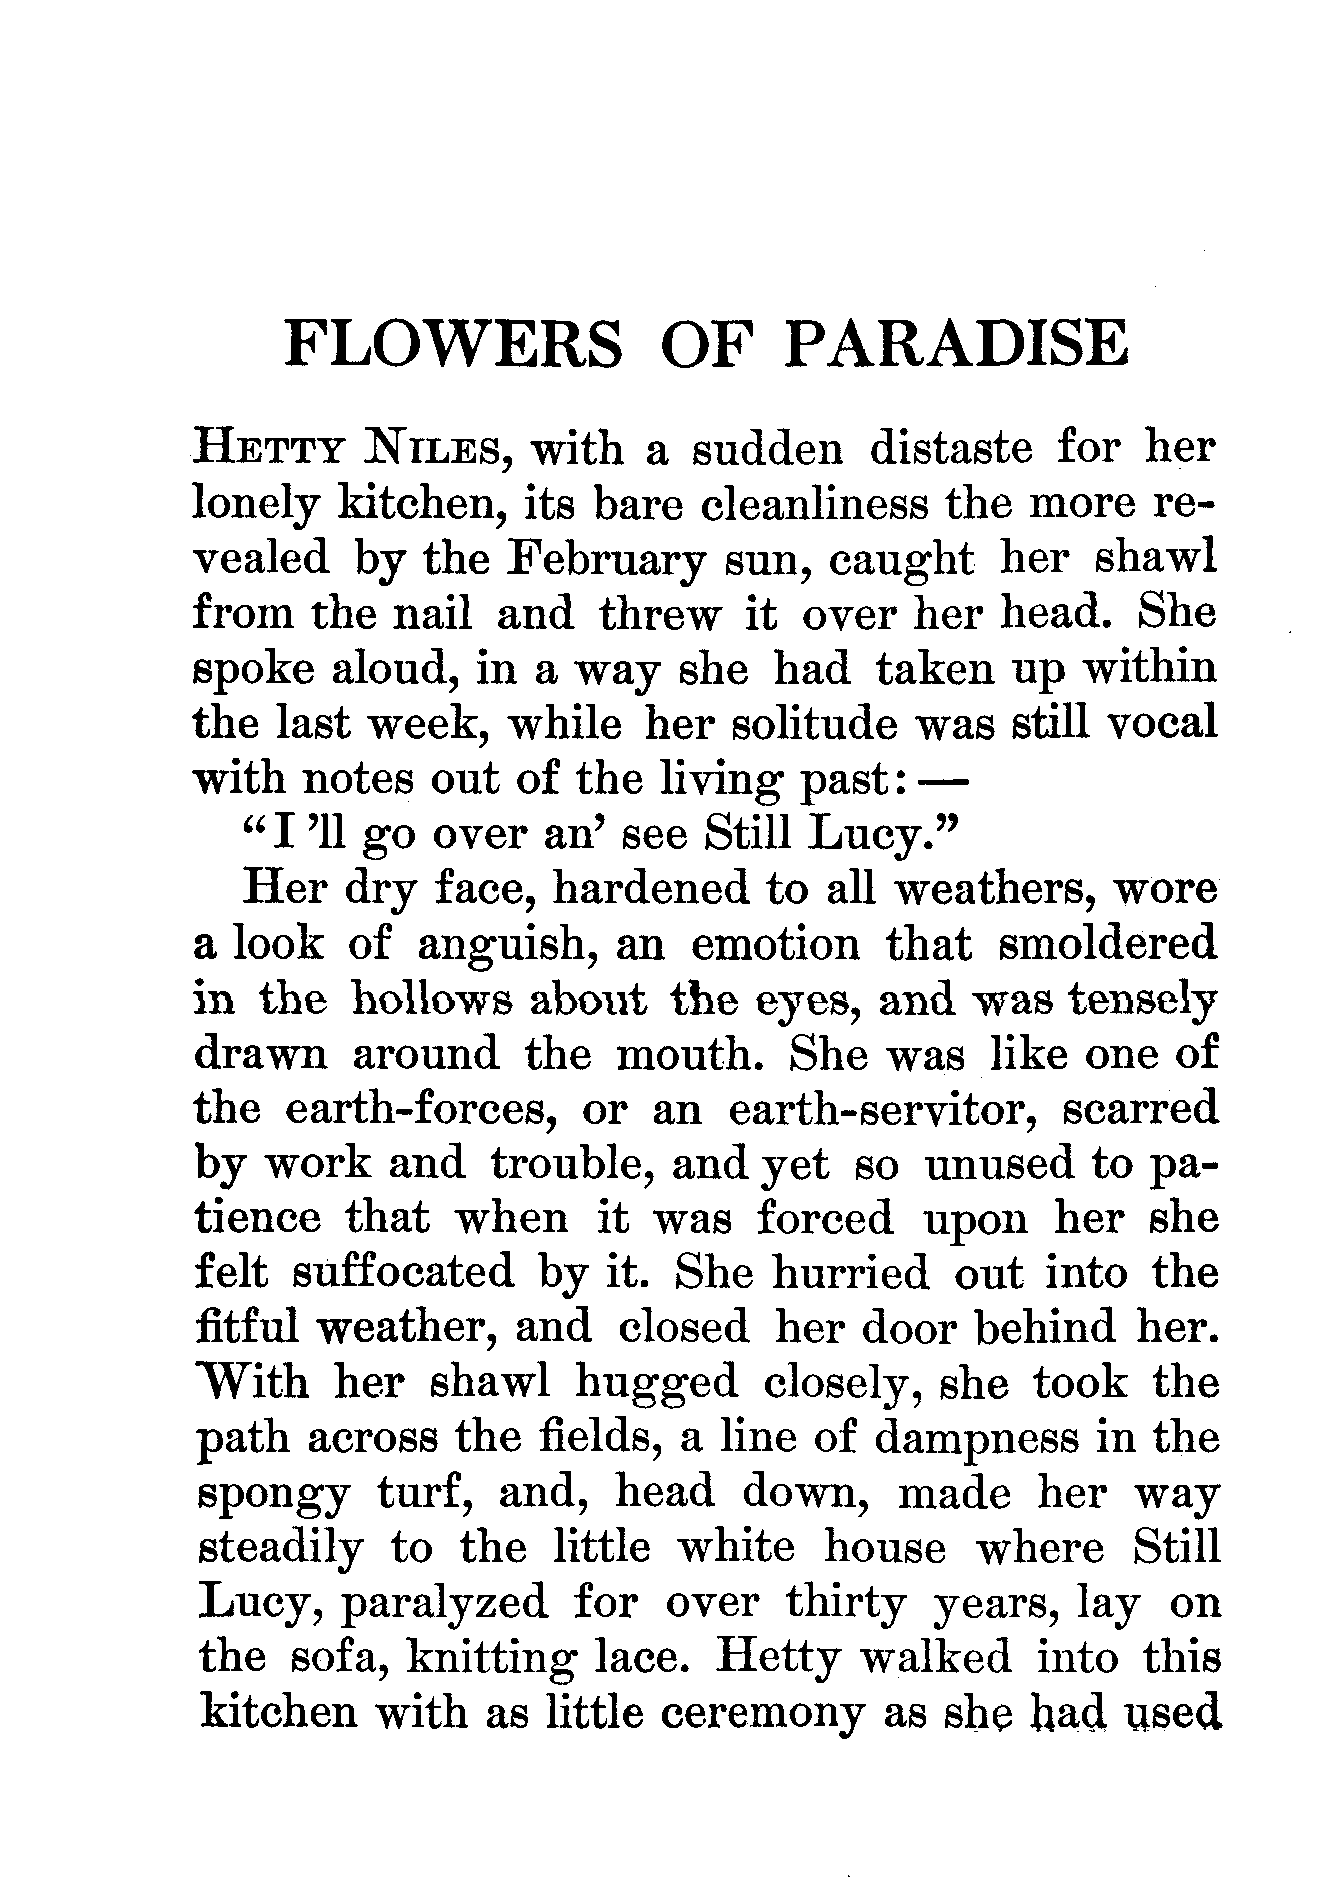 FLOWERS OF PARADISE
HETTY NILES, with a sudden distaste for her
lonely kitchen, its bare cleanliness the more re-
vealed by the February sun, caught her shawl
from the nail and threw it over her head. She
spoke aloud, in a way she had taken up within
the last week, while her solitude was still vocal
with notes out of the living past: —
“I ’ll go over an’ see Still Lucy.”
Her dry face, hardened to all weathers, wore
a look of anguish, an emotion that smoldered
in the hollows about the eyes, and was tensely
drawn around the mouth. She was like one of
the earth-forces, or an earth-servitor, scarred
by work and trouble, and yet so unused to pa-
tience that when it was forced upon her she
felt suffocated by it. She hurried out into the
fitful weather, and closed her door behind her.
With her shawl hugged closely, she took the
path across the fields, a line of dampness in the
spongy turf, and, head down, made her way
steadily to the little white house where Still
Lucy, paralyzed for over thirty years, lay on
the sofa, knitting lace. Hetty walked into this
kitchen with as little ceremony as she had used